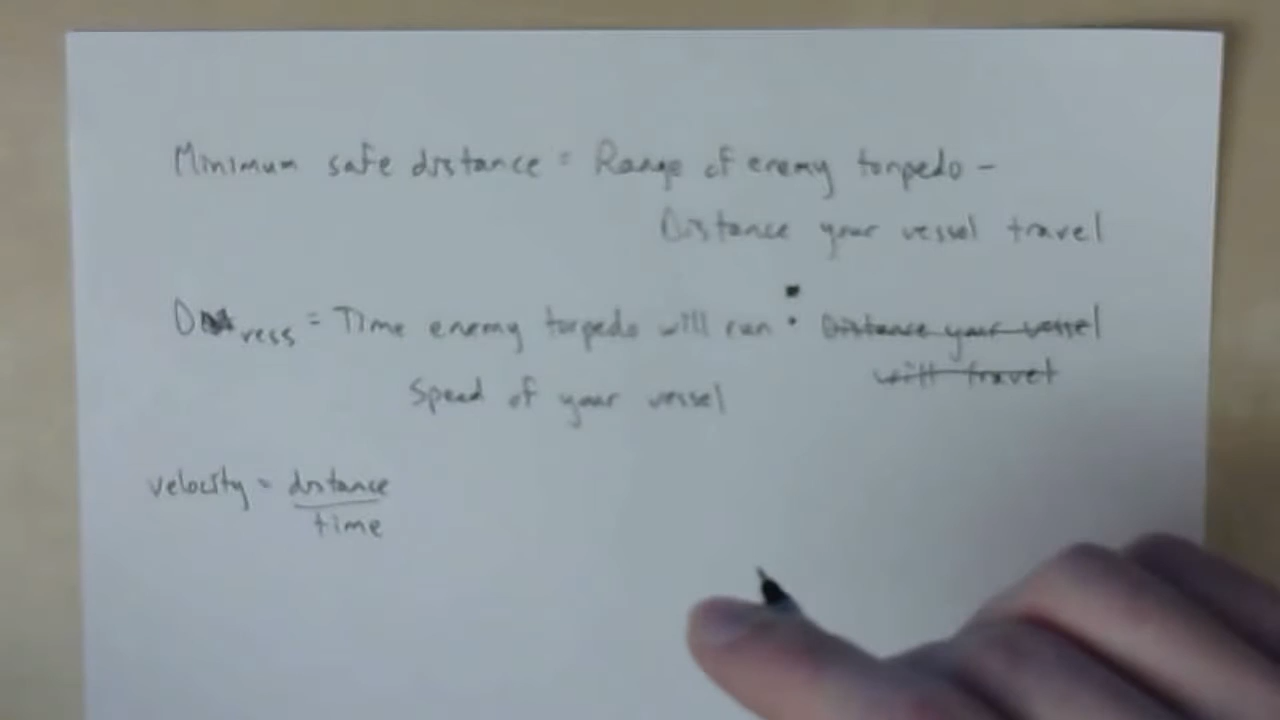 Minimum safe distance = Range of enemy torpedo -
Distance your vessel travel
D vess = Time enemy torpedo will run · Distance your vessel
will travel
Speed of your vessel
velocity = distance
time